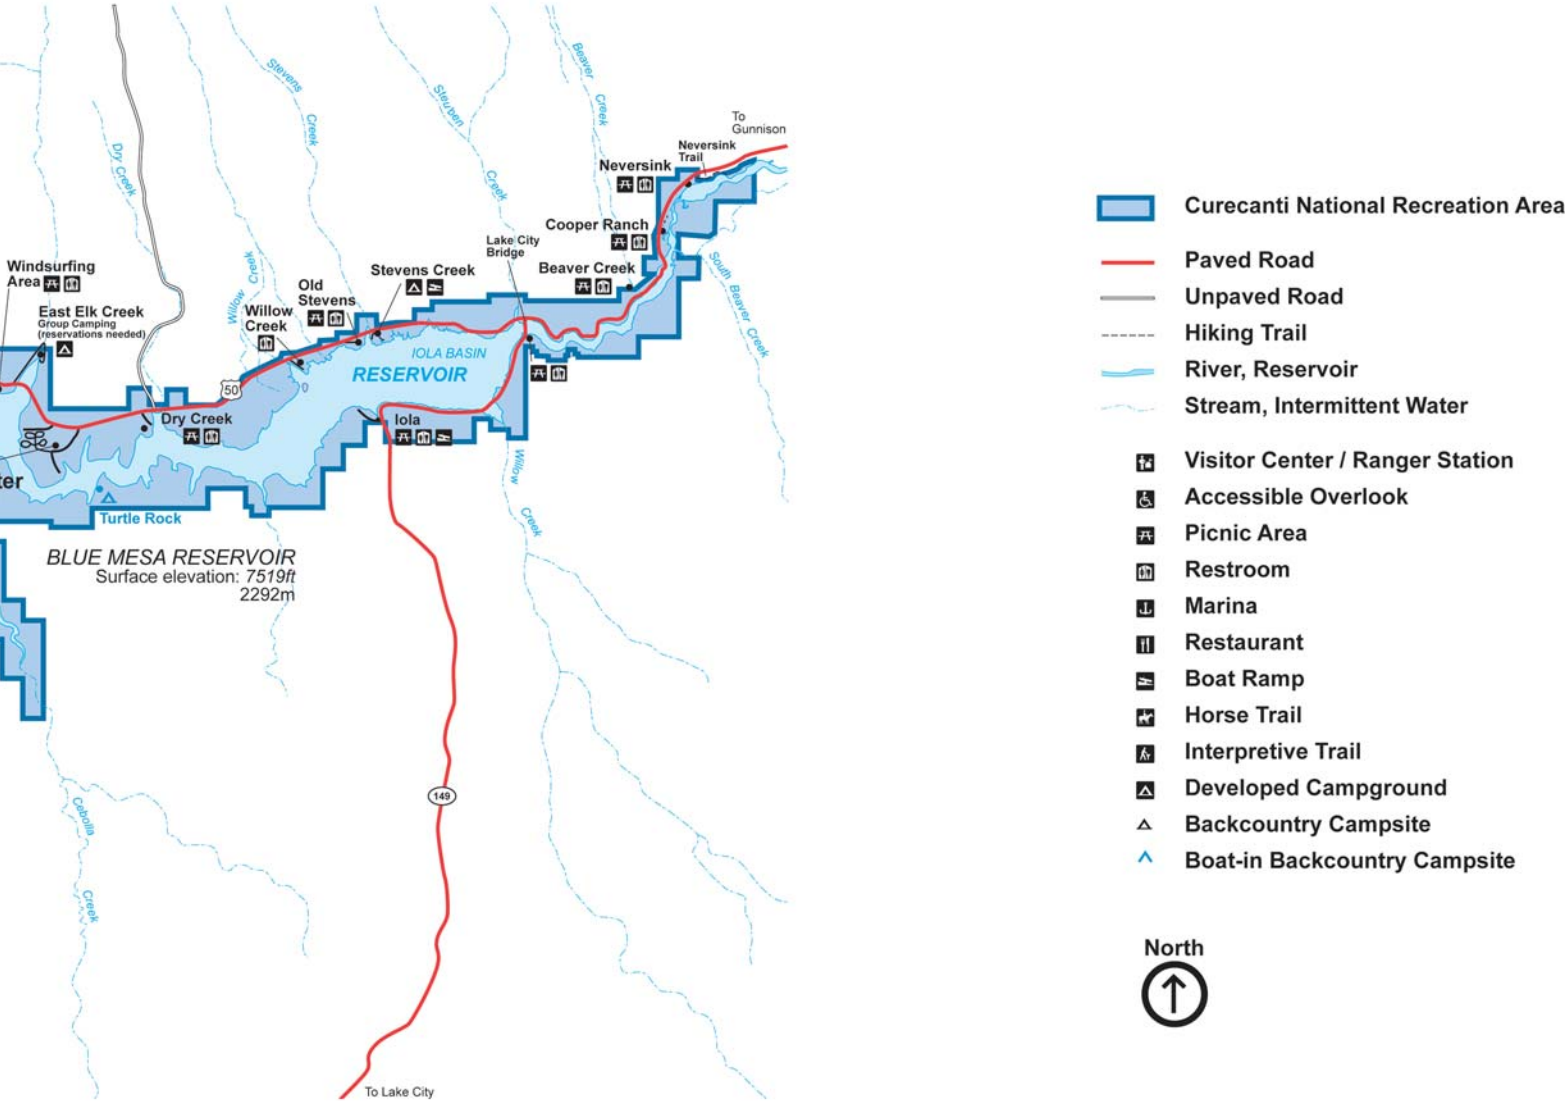 Stevens
Creek
Steuben
Creek
Beaver
Creek
Dry Creek
To
Gunnison
Neversink
Trail
Neversink
Cooper Ranch
Lake City
Bridge
Beaver Creek
South Beaver Creek
Windsurfing
Area
East Elk Creek
Group Camping
(reservations needed)
Willow Creek
Willow
Creek
Old
Stevens
Stevens Creek
IOLA BASIN
RESERVOIR
50
Dry Creek
Iola
ter
Turtle Rock
Willow
Creek
BLUE MESA RESERVOIR
Surface elevation: 7519ft
2292m
149
Cebolla
Creek
To Lake City
Curecanti National Recreation Area
Paved Road
Unpaved Road
Hiking Trail
River, Reservoir
Stream, Intermittent Water
Visitor Center / Ranger Station
Accessible Overlook
Picnic Area
Restroom
Marina
Restaurant
Boat Ramp
Horse Trail
Interpretive Trail
Developed Campground
Backcountry Campsite
Boat-in Backcountry Campsite
North